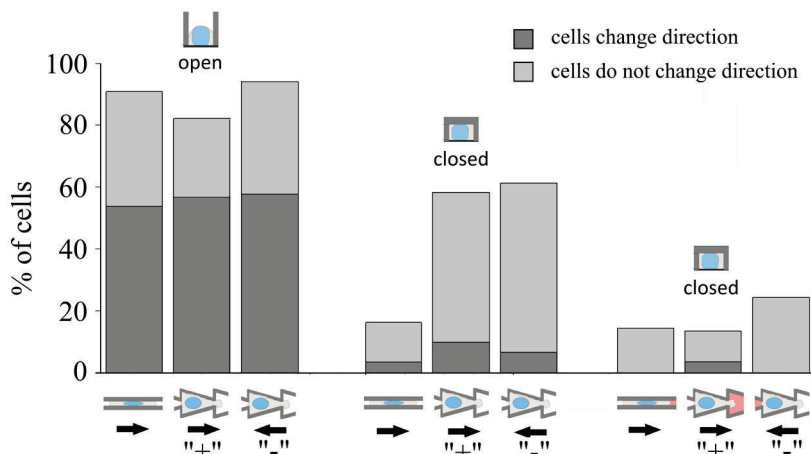 open
cells change direction
cells do not change direction
100
80
60
40
20
0
% of cells
closed
closed
"+" "-" "+" "-" "+" "-"